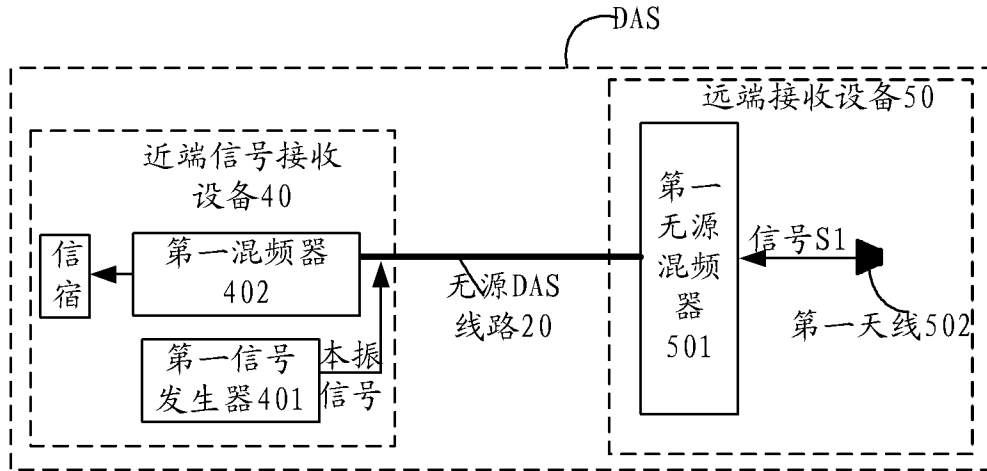 DAS
远端接收设备50
近端信号接收
设备40
信
宿
第一混频器
402
第一信号
发生器401
本振
信号
无源DAS
线路20
第一
无源
混频
器
501
信号S1
第一天线502